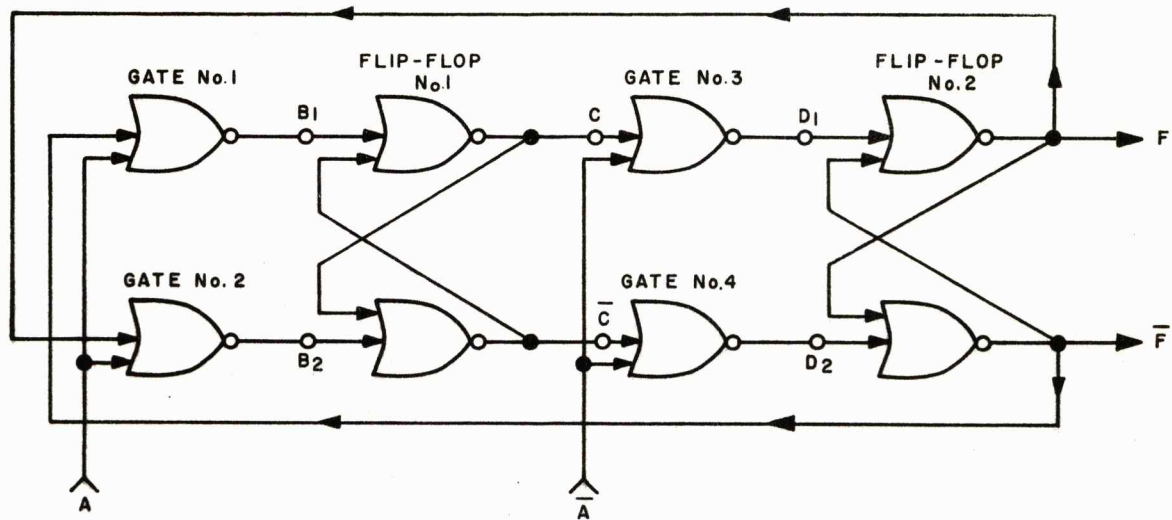 GATE No.1
FLIP-FLOP
No.1
GATE No.3
FLIP-FLOP
No.2
B1
C
D1
F
GATE No. 2
GATE No.4
B2
C̅
D2
F̅
A
A̅